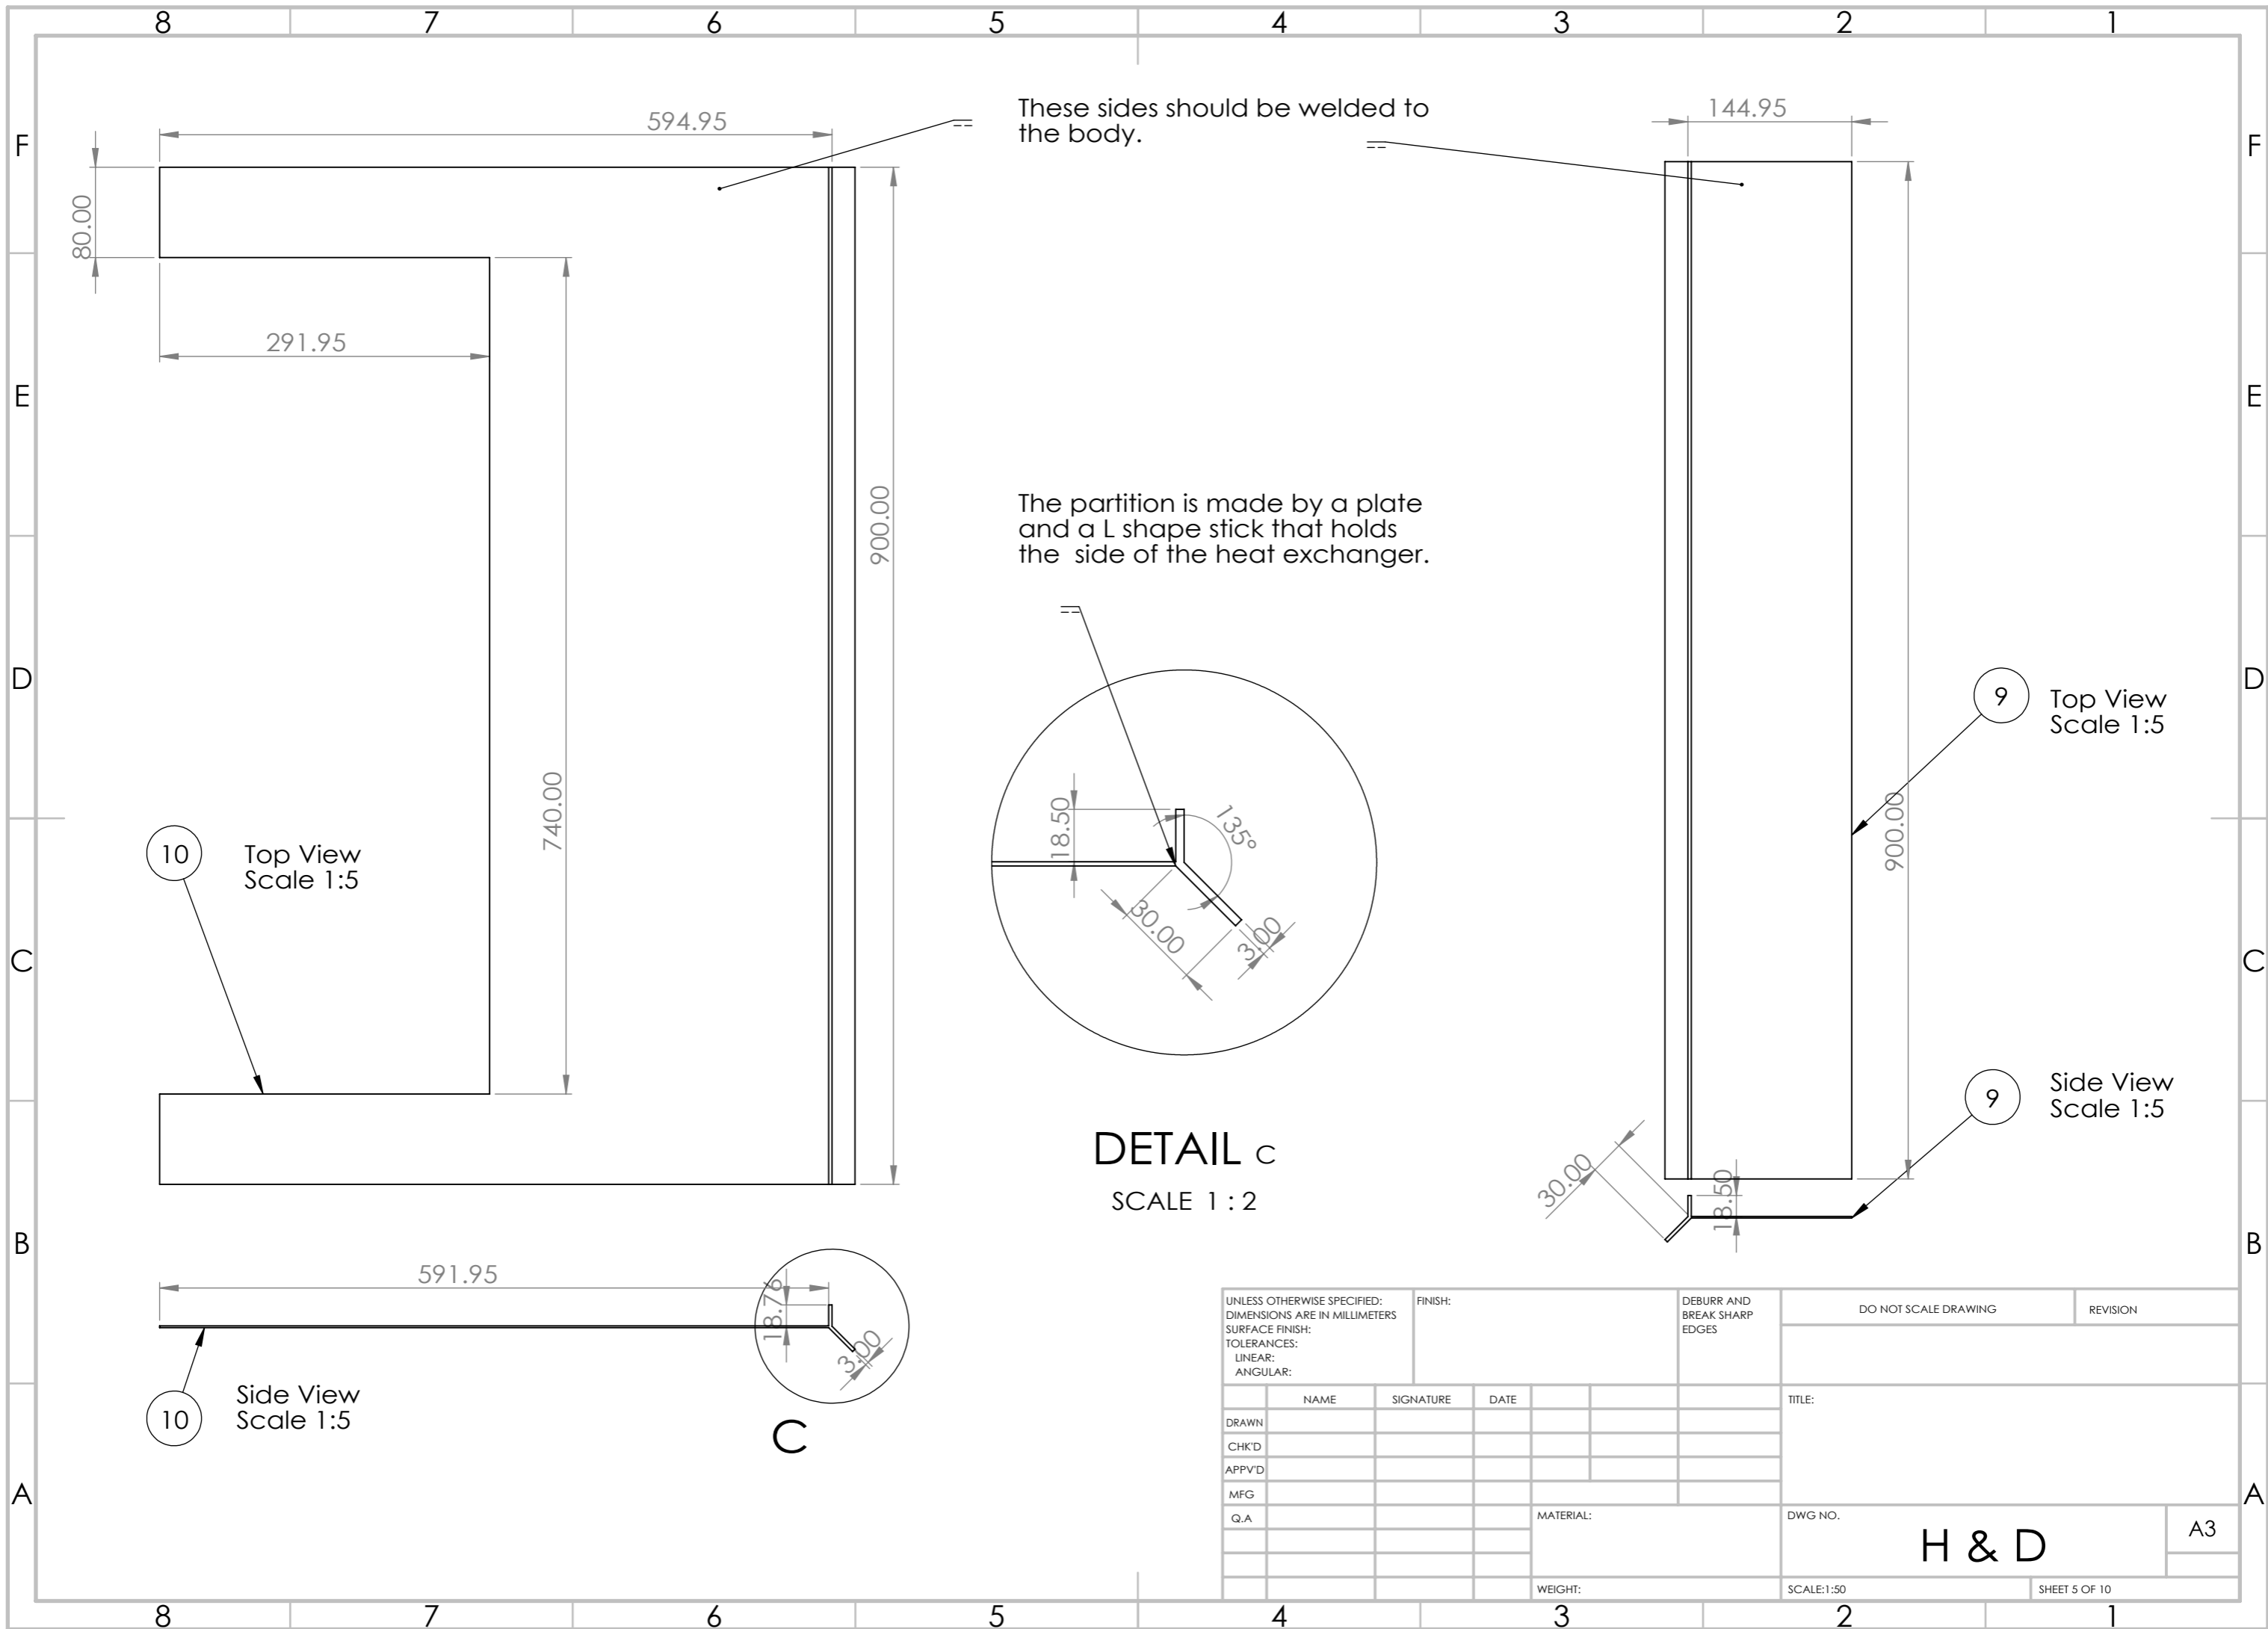 8 7 6 5 4 3 2 1
F
E
D
C
B
A
F
E
D
C
B
A
594.95
80.00
291.95
740.00
900.00
These sides should be welded to
the body.
144.95
900.00
The partition is made by a plate
and a L shape stick that holds
the  side of the heat exchanger.
9
Top View
Scale 1:5
10
Top View
Scale 1:5
18.50
135°
30.00
3.00
DETAIL C
SCALE 1 : 2
9
Side View
Scale 1:5
30.00
18.50
591.95
18.76
3.00
C
10
Side View
Scale 1:5
UNLESS OTHERWISE SPECIFIED:
DIMENSIONS ARE IN MILLIMETERS
SURFACE FINISH:
TOLERANCES:
LINEAR:
ANGULAR:
FINISH:
DEBURR AND
BREAK SHARP
EDGES
DO NOT SCALE DRAWING
REVISION
NAME SIGNATURE DATE
TITLE:
DRAWN
CHK'D
APPV'D
MFG
Q.A
MATERIAL:
DWG NO.
H & D
A3
WEIGHT:
SCALE:1:50
SHEET 5 OF 10
8 7 6 5 4 3 2 1